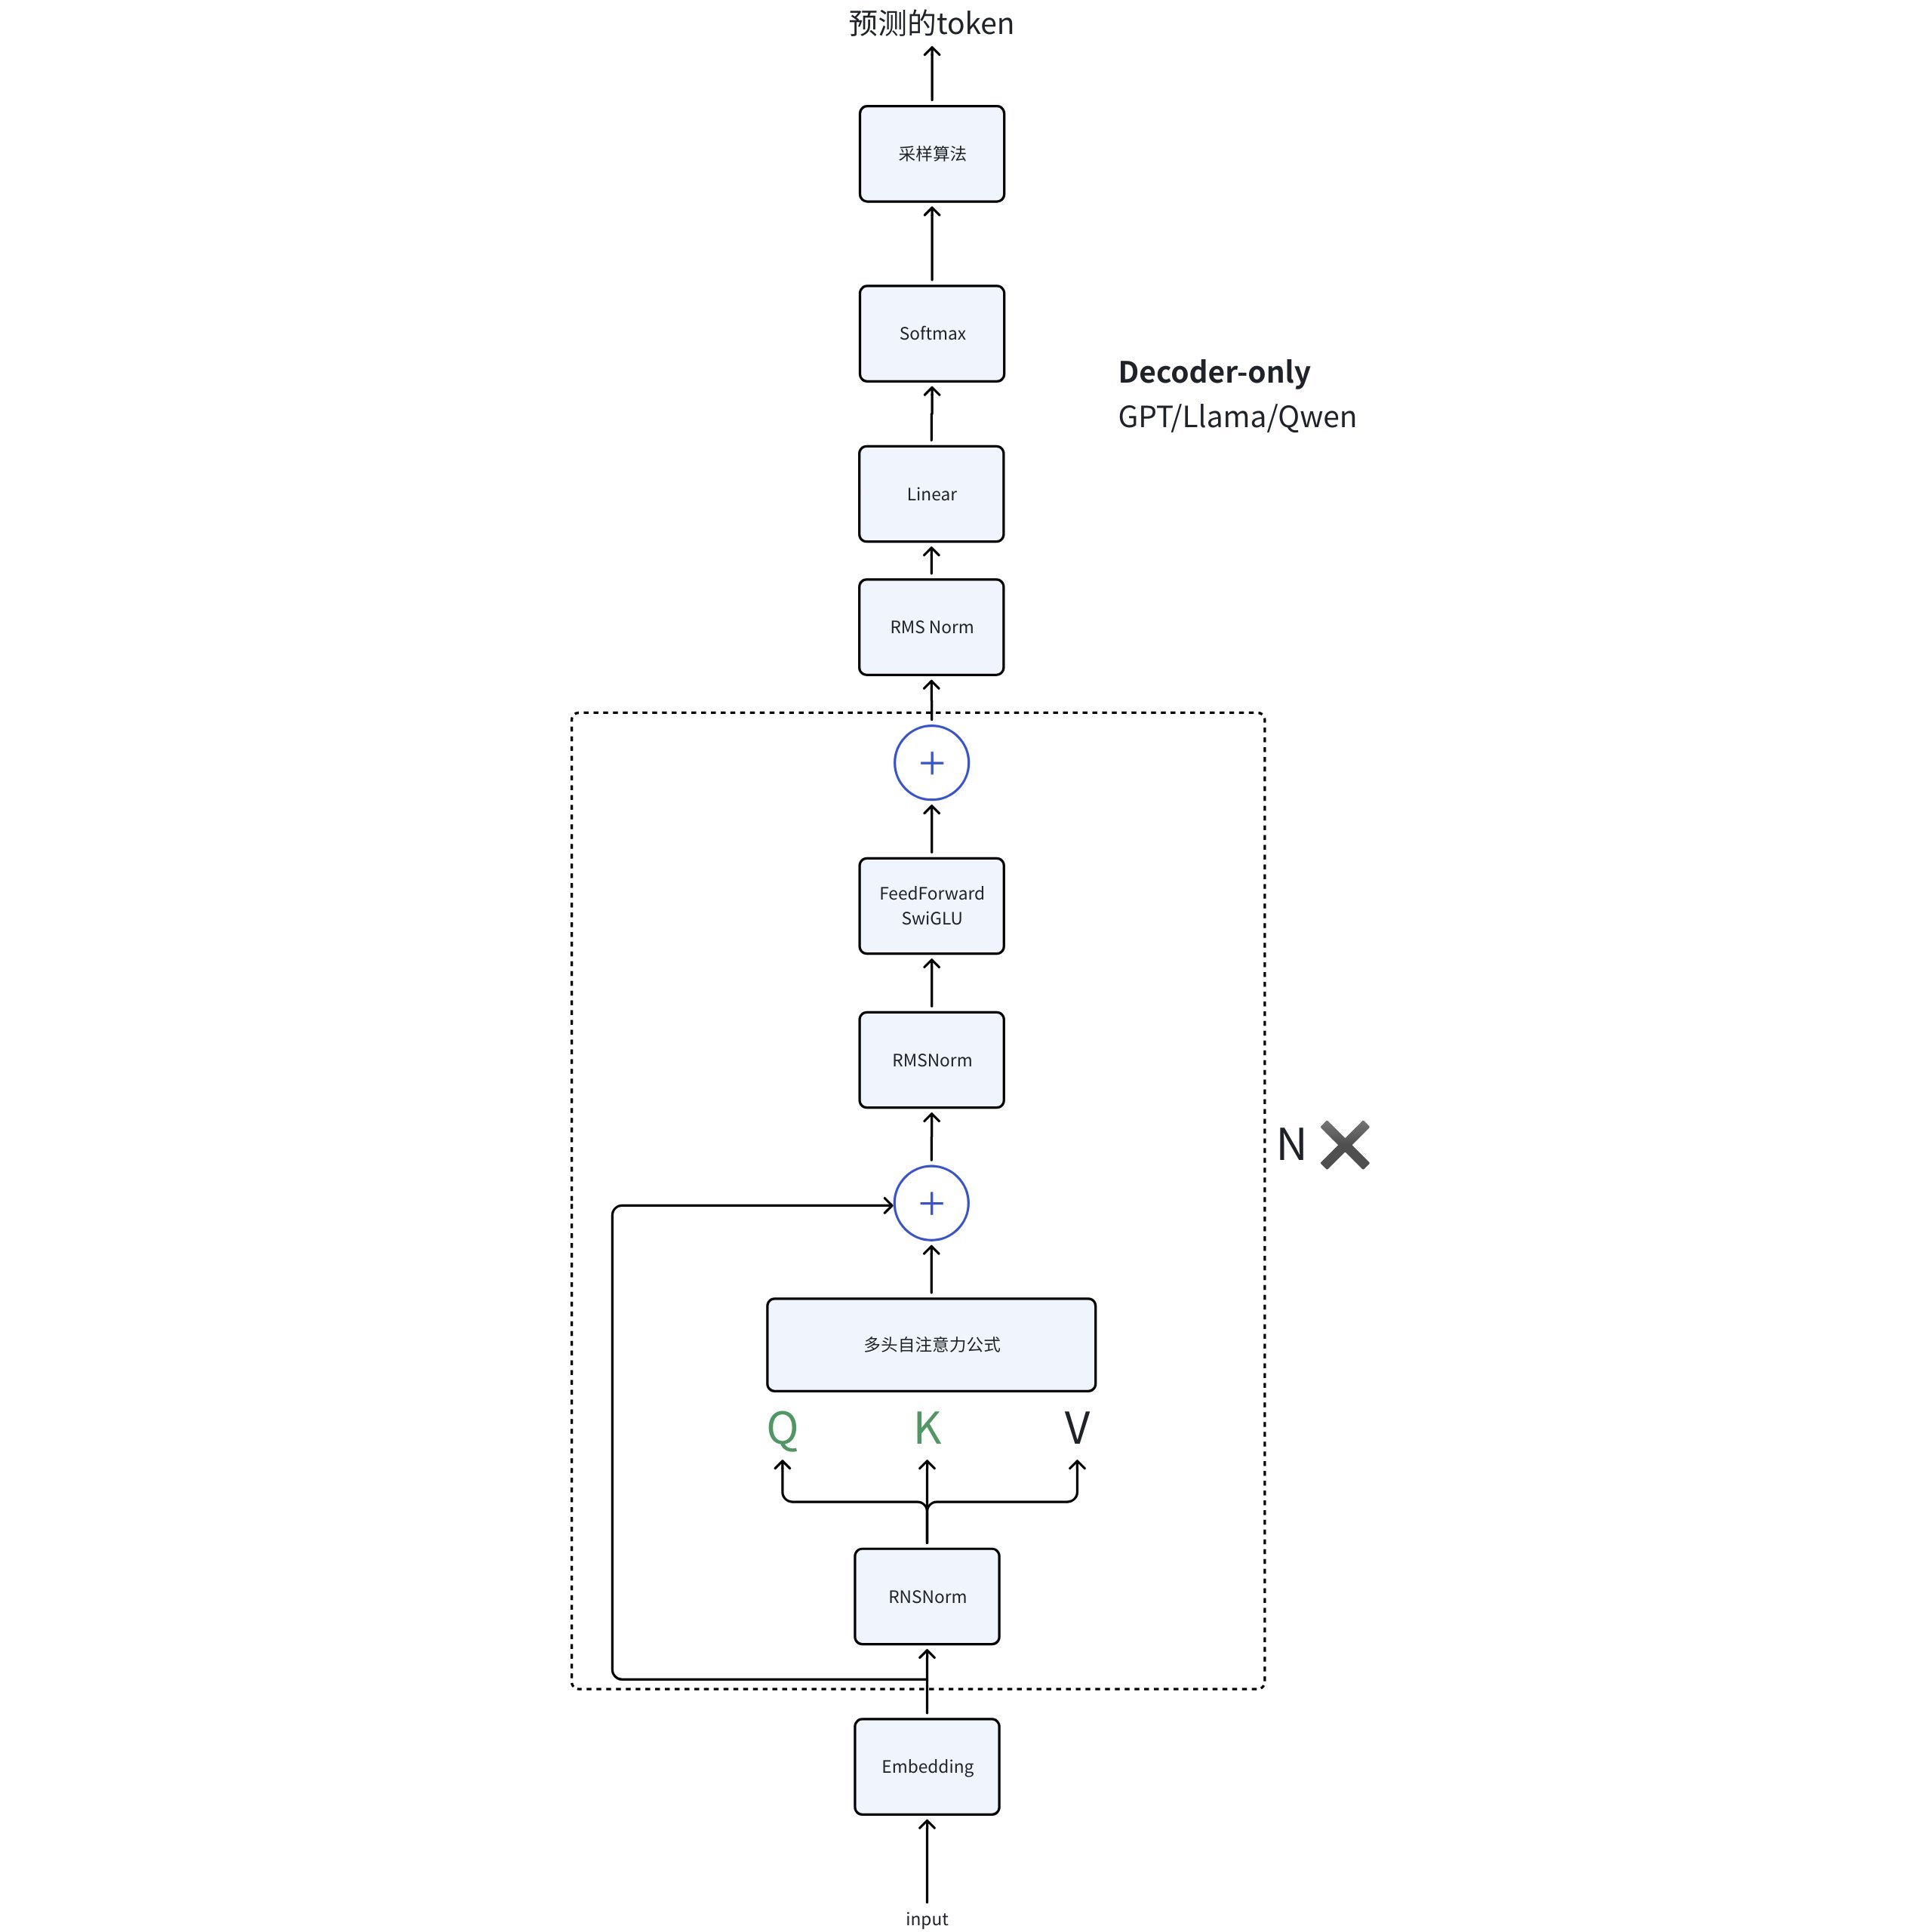 预测的token
采样算法
Softmax
Decoder-only
GPT/Llama/Qwen
Linear
RMS Norm
+
FeedForward
SwiGLU
RMSNorm
N ✖
+
多头自注意力公式
Q K V
RNSNorm
Embedding
input